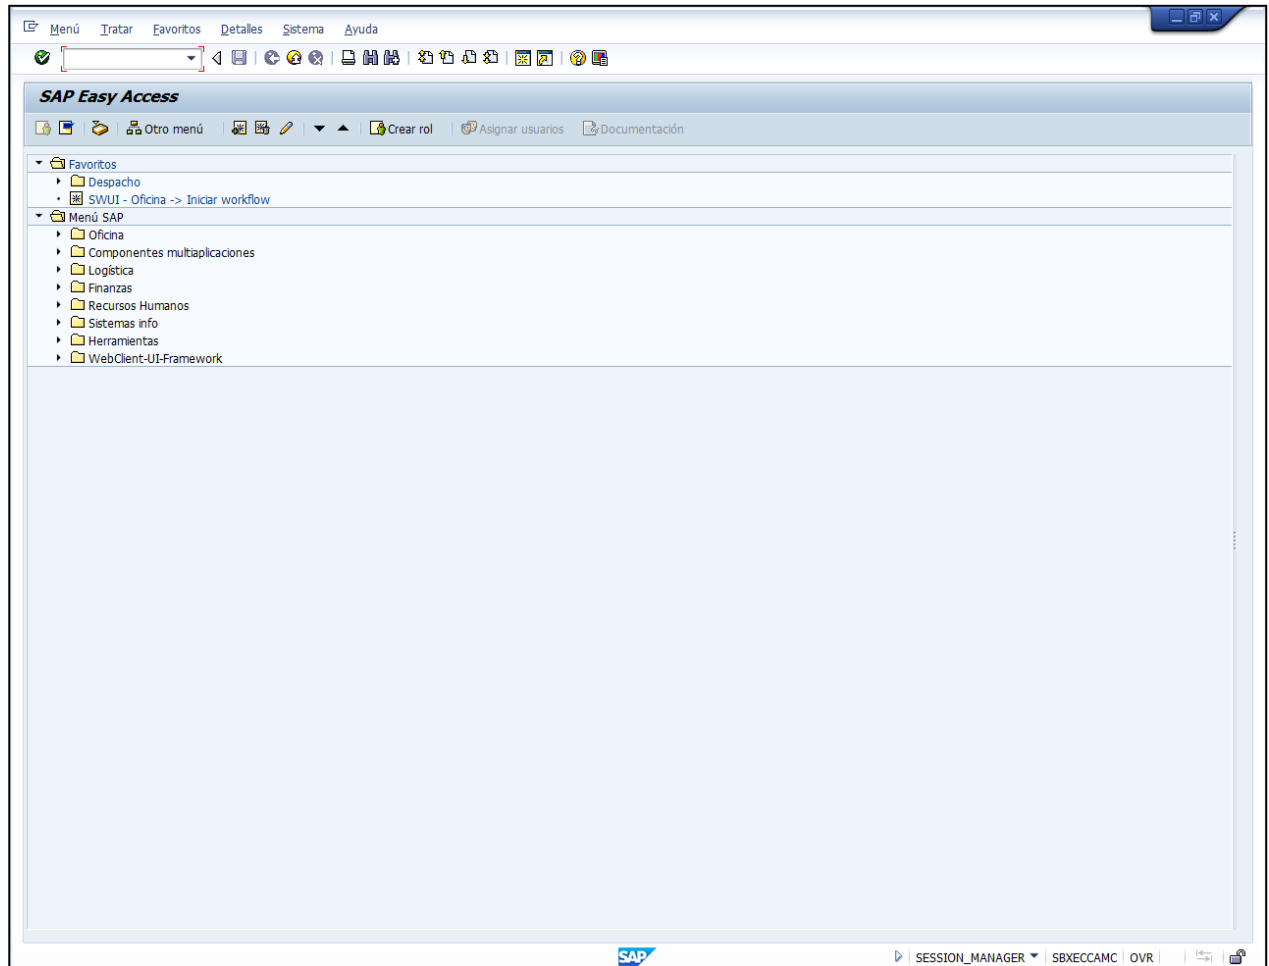 Menú Tratar Favoritos Detalles Sistema Ayuda
SAP Easy Access
Otro menú Crear rol Asignar usuarios Documentación
Favoritos
Despacho
SWUI - Oficina -> Iniciar workflow
Menú SAP
Oficina
Componentes multiaplicaciones
Logística
Finanzas
Recursos Humanos
Sistemas info
Herramientas
WebClient-UI-Framework
SAP SESSION_MANAGER SBXECCAMC OVR